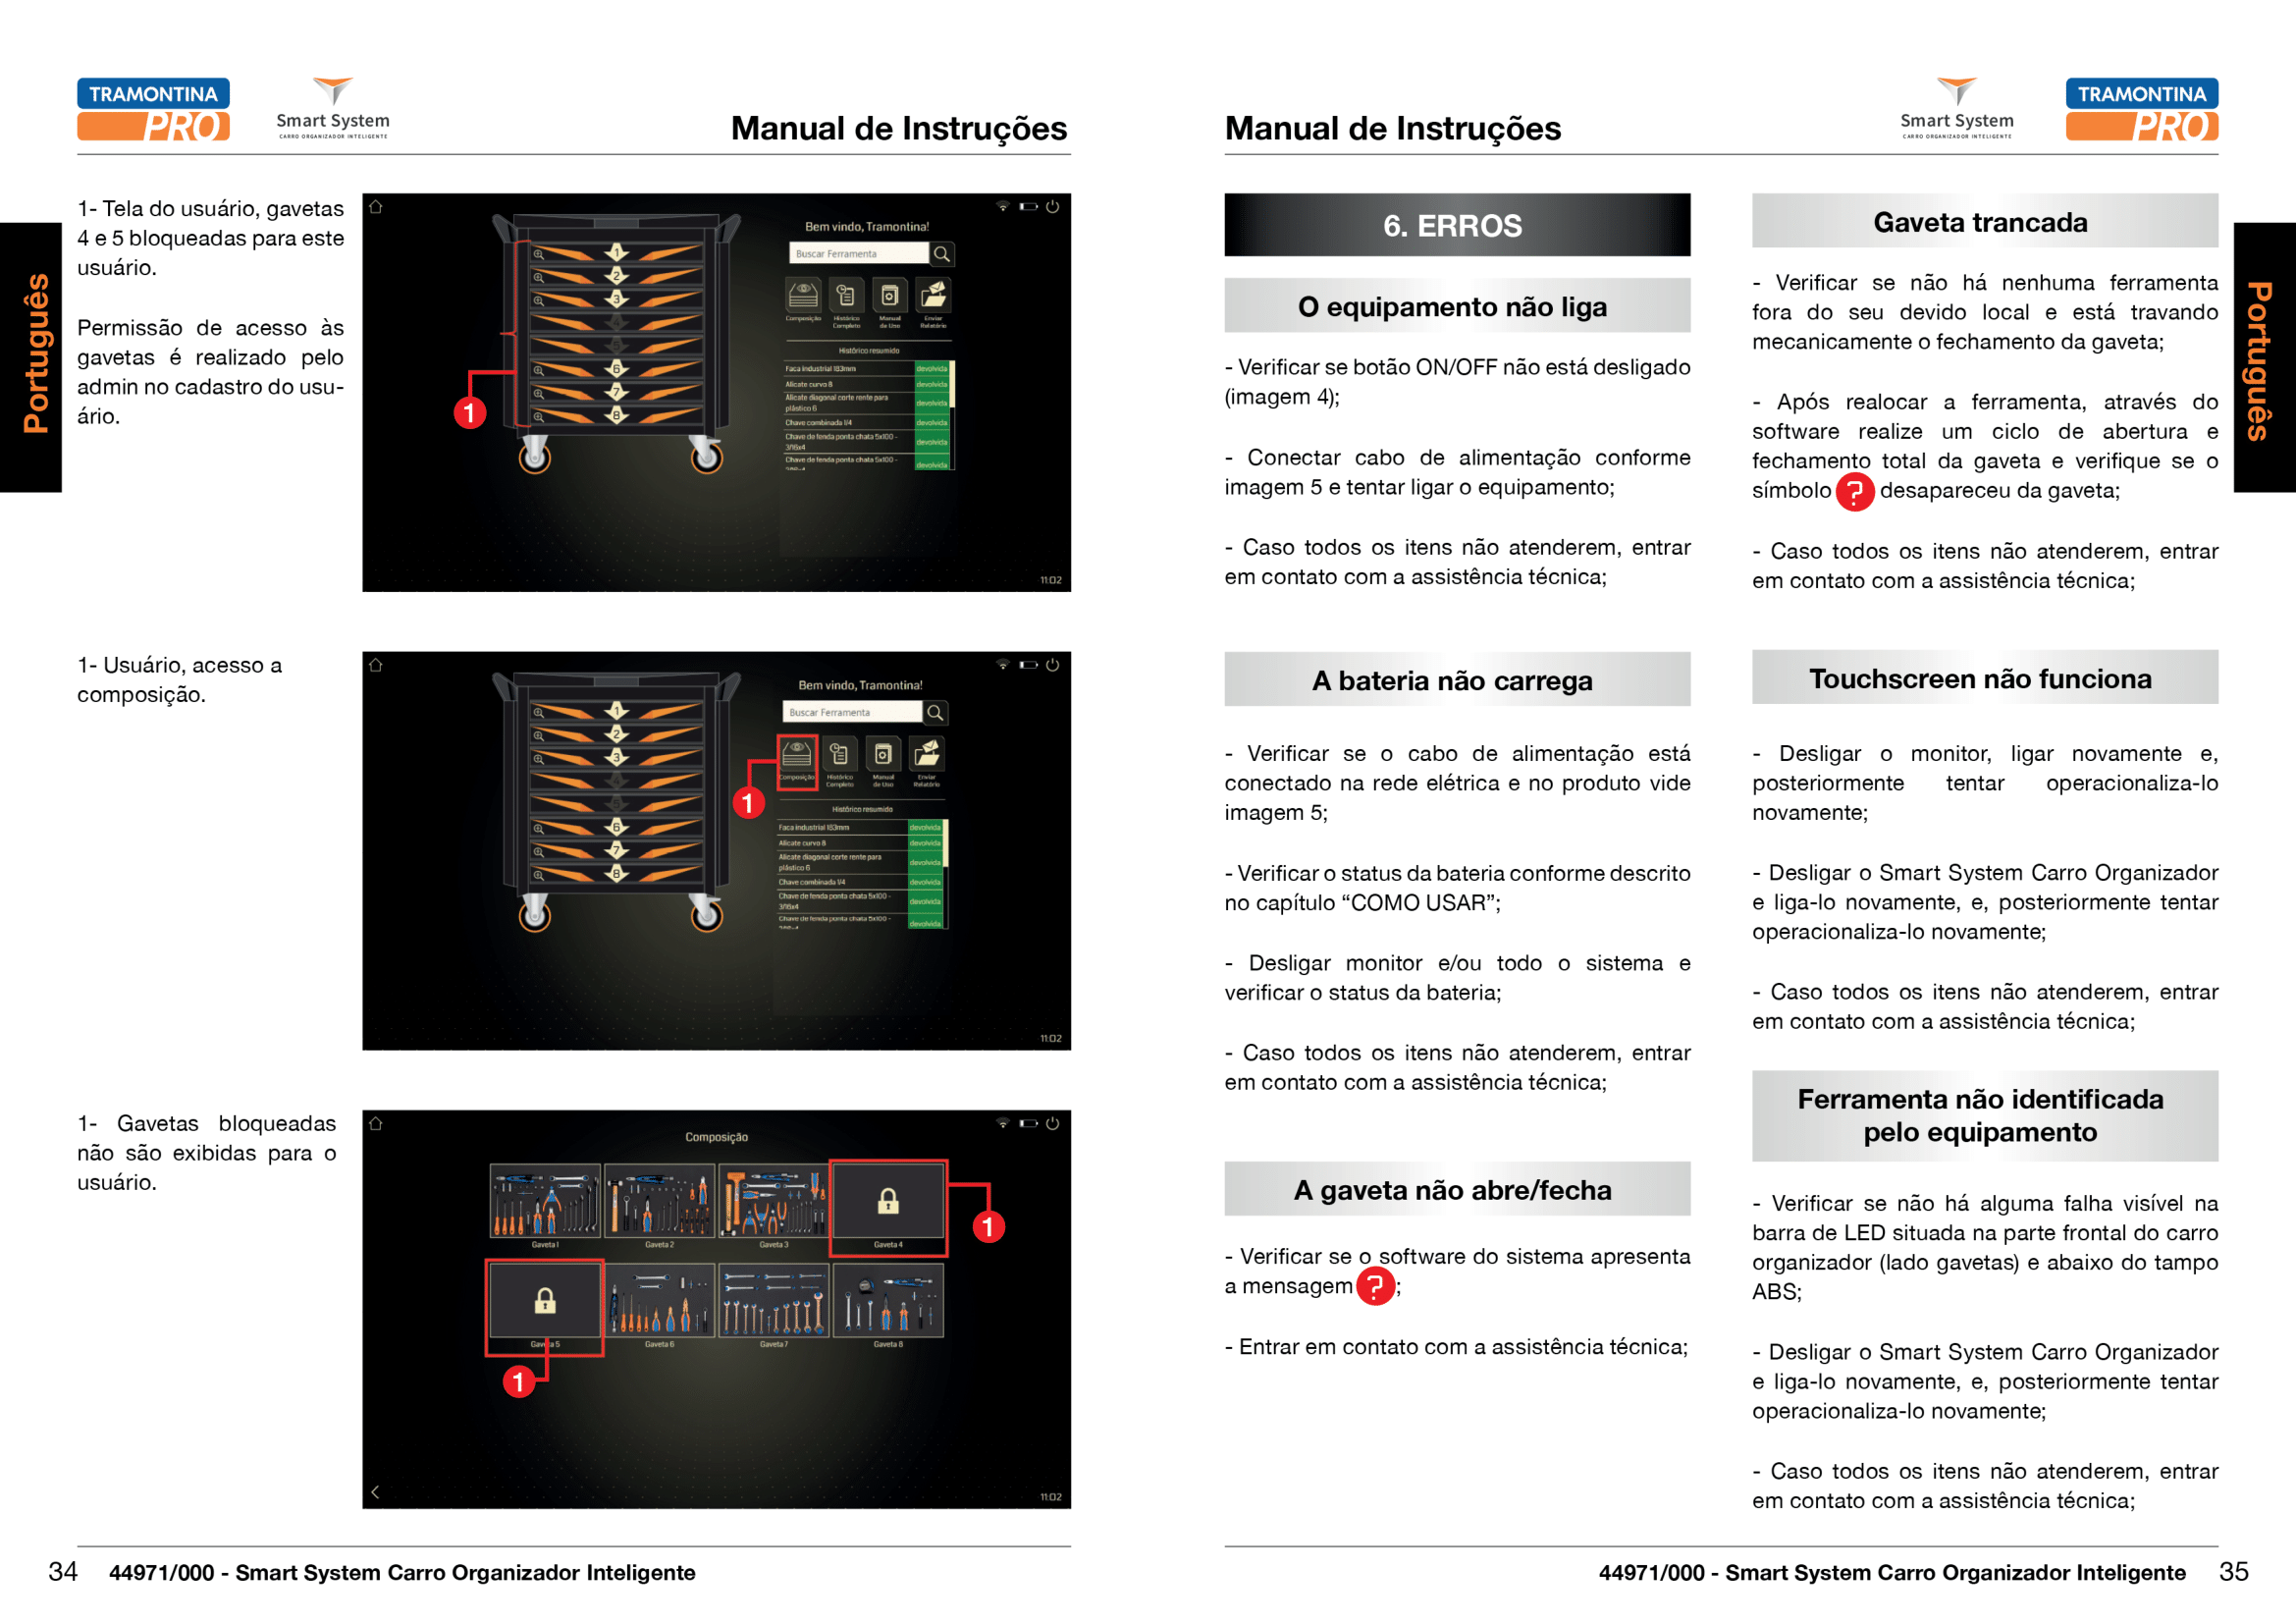 TRAMONTINA
PRO
Smart System
CARRO ORGANIZADOR INTELIGENTE
Manual de Instruções
Português
1- Tela do usuário, gavetas
4 e 5 bloqueadas para este
usuário.
Permissão de acesso às
gavetas é realizado pelo
admin no cadastro do usu-
ário.
Bem vindo, Tramontina!
Buscar Ferramenta
Composição
Histórico
Completo
Manual
de Uso
Enviar
Relatório
Histórico resumido
Faca Industrial 183mm devolvida
Alicate curvo 8 devolvida
Alicate diagonal corte rente para
plástico 6 devolvida
Chave combinada 1/4 devolvida
Chave de fenda ponta chata 5x100 -
3/16x4 devolvida
Chave de fenda ponta chata 5x100 -
devolvida
1
2
3
4
5
6
7
8
1
11:02
1- Usuário, acesso a
composição.
Bem vindo, Tramontina!
Buscar Ferramenta
Composição
Histórico
Completo
Manual
de Uso
Enviar
Relatório
Histórico resumido
Faca Industrial 183mm devolvida
Alicate curvo 8 devolvida
Alicate diagonal corte rente para
plástico 6 devolvida
Chave combinada 1/4 devolvida
Chave de fenda ponta chata 5x100 -
3/16x4 devolvida
Chave de fenda ponta chata 5x100 -
devolvida
1
2
3
5
6
7
8
1
11:02
1- Gavetas bloqueadas
não são exibidas para o
usuário.
Composição
Gaveta 1
Gaveta 2
Gaveta 3
Gaveta 4
1
Gaveta 5
Gaveta 6
Gaveta 7
Gaveta 8
1
11:02
34 44971/000 - Smart System Carro Organizador Inteligente
Manual de Instruções
Smart System
CARRO ORGANIZADOR INTELIGENTE
TRAMONTINA
PRO
Português
6. ERROS
O equipamento não liga
- Verificar se botão ON/OFF não está desligado
(imagem 4);
- Conectar cabo de alimentação conforme
imagem 5 e tentar ligar o equipamento;
- Caso todos os itens não atenderem, entrar
em contato com a assistência técnica;
A bateria não carrega
- Verificar se o cabo de alimentação está
conectado na rede elétrica e no produto vide
imagem 5;
- Verificar o status da bateria conforme descrito
no capítulo “COMO USAR”;
- Desligar monitor e/ou todo o sistema e
verificar o status da bateria;
- Caso todos os itens não atenderem, entrar
em contato com a assistência técnica;
A gaveta não abre/fecha
- Verificar se o software do sistema apresenta
a mensagem ? ;
- Entrar em contato com a assistência técnica;
Gaveta trancada
- Verificar se não há nenhuma ferramenta
fora do seu devido local e está travando
mecanicamente o fechamento da gaveta;
- Após realocar a ferramenta, através do
software realize um ciclo de abertura e
fechamento total da gaveta e verifique se o
símbolo ? desapareceu da gaveta;
- Caso todos os itens não atenderem, entrar
em contato com a assistência técnica;
Touchscreen não funciona
- Desligar o monitor, ligar novamente e,
posteriormente tentar operacionaliza-lo
novamente;
- Desligar o Smart System Carro Organizador
e liga-lo novamente, e, posteriormente tentar
operacionaliza-lo novamente;
- Caso todos os itens não atenderem, entrar
em contato com a assistência técnica;
Ferramenta não identificada
pelo equipamento
- Verificar se não há alguma falha visível na
barra de LED situada na parte frontal do carro
organizador (lado gavetas) e abaixo do tampo
ABS;
- Desligar o Smart System Carro Organizador
e liga-lo novamente, e, posteriormente tentar
operacionaliza-lo novamente;
- Caso todos os itens não atenderem, entrar
em contato com a assistência técnica;
44971/000 - Smart System Carro Organizador Inteligente 35